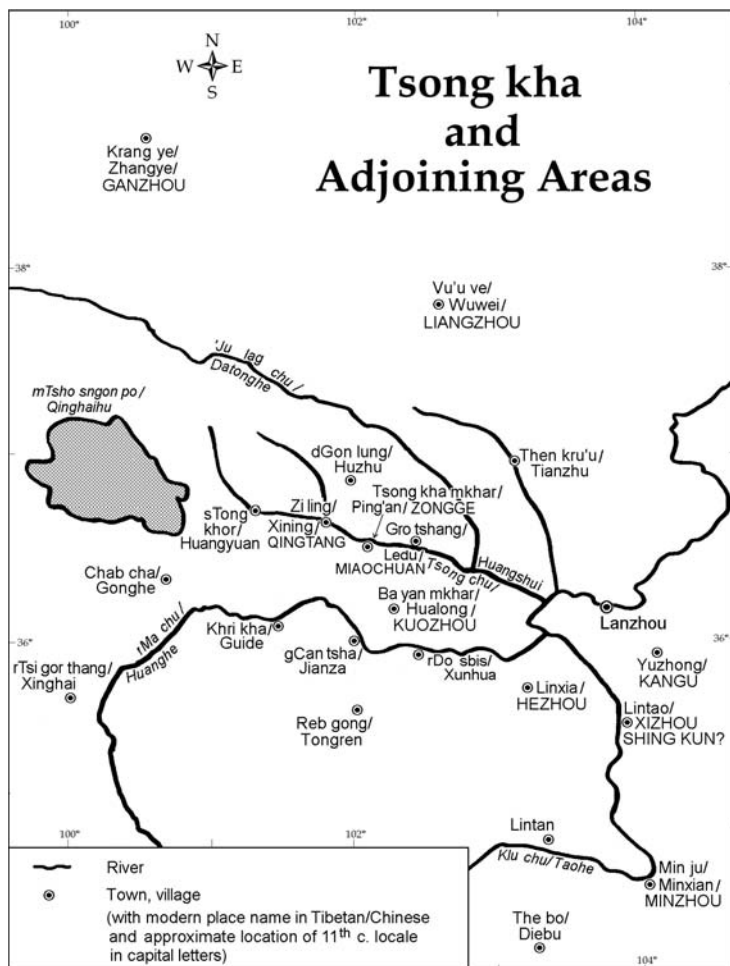 100°
102°
104°
N
W E
S
Tsong kha
and
Adjoining Areas
Krang ye/
Zhangye/
GANZHOU
38°
38°
Vu'u ve/
Wuwei/
LIANGZHOU
'Ju lag chu/
Datonghe
mTsho sngon po/
Qinghaihu
dGon lung/
Huzhu
Then kru'u/
Tianzhu
Tsong kha mkhar/
Ping'an/ ZONGGE
sTong
khor/
Huangyuan
Zi ling/
Xining/
QINGTANG
Gro tshang/
Ledu/
MIAOCHUAN
Tsong chu/
Huangshui
Chab cha/
Gonghe
Ba yan mkhar/
Hualong/
KUOZHOU
Lanzhou
36°
36°
rMa chu/
Huanghe
Khri kha/
Guide
gCan tsha/
Jianza
rDo sbis/
Xunhua
Yuzhong/
KANGU
rTsi gor thang/
Xinghai
Linxia/
HEZHOU
Lintao/
XIZHOU
SHING KUN?
Reb gong/
Tongren
Lintan
Klu chu/Taohe
Min ju/
Minxian/
MINZHOU
The bo/
Diebu
100°
102°
104°
River
Town, village
(with modern place name in Tibetan/Chinese
and approximate location of 11th c. locale
in capital letters)